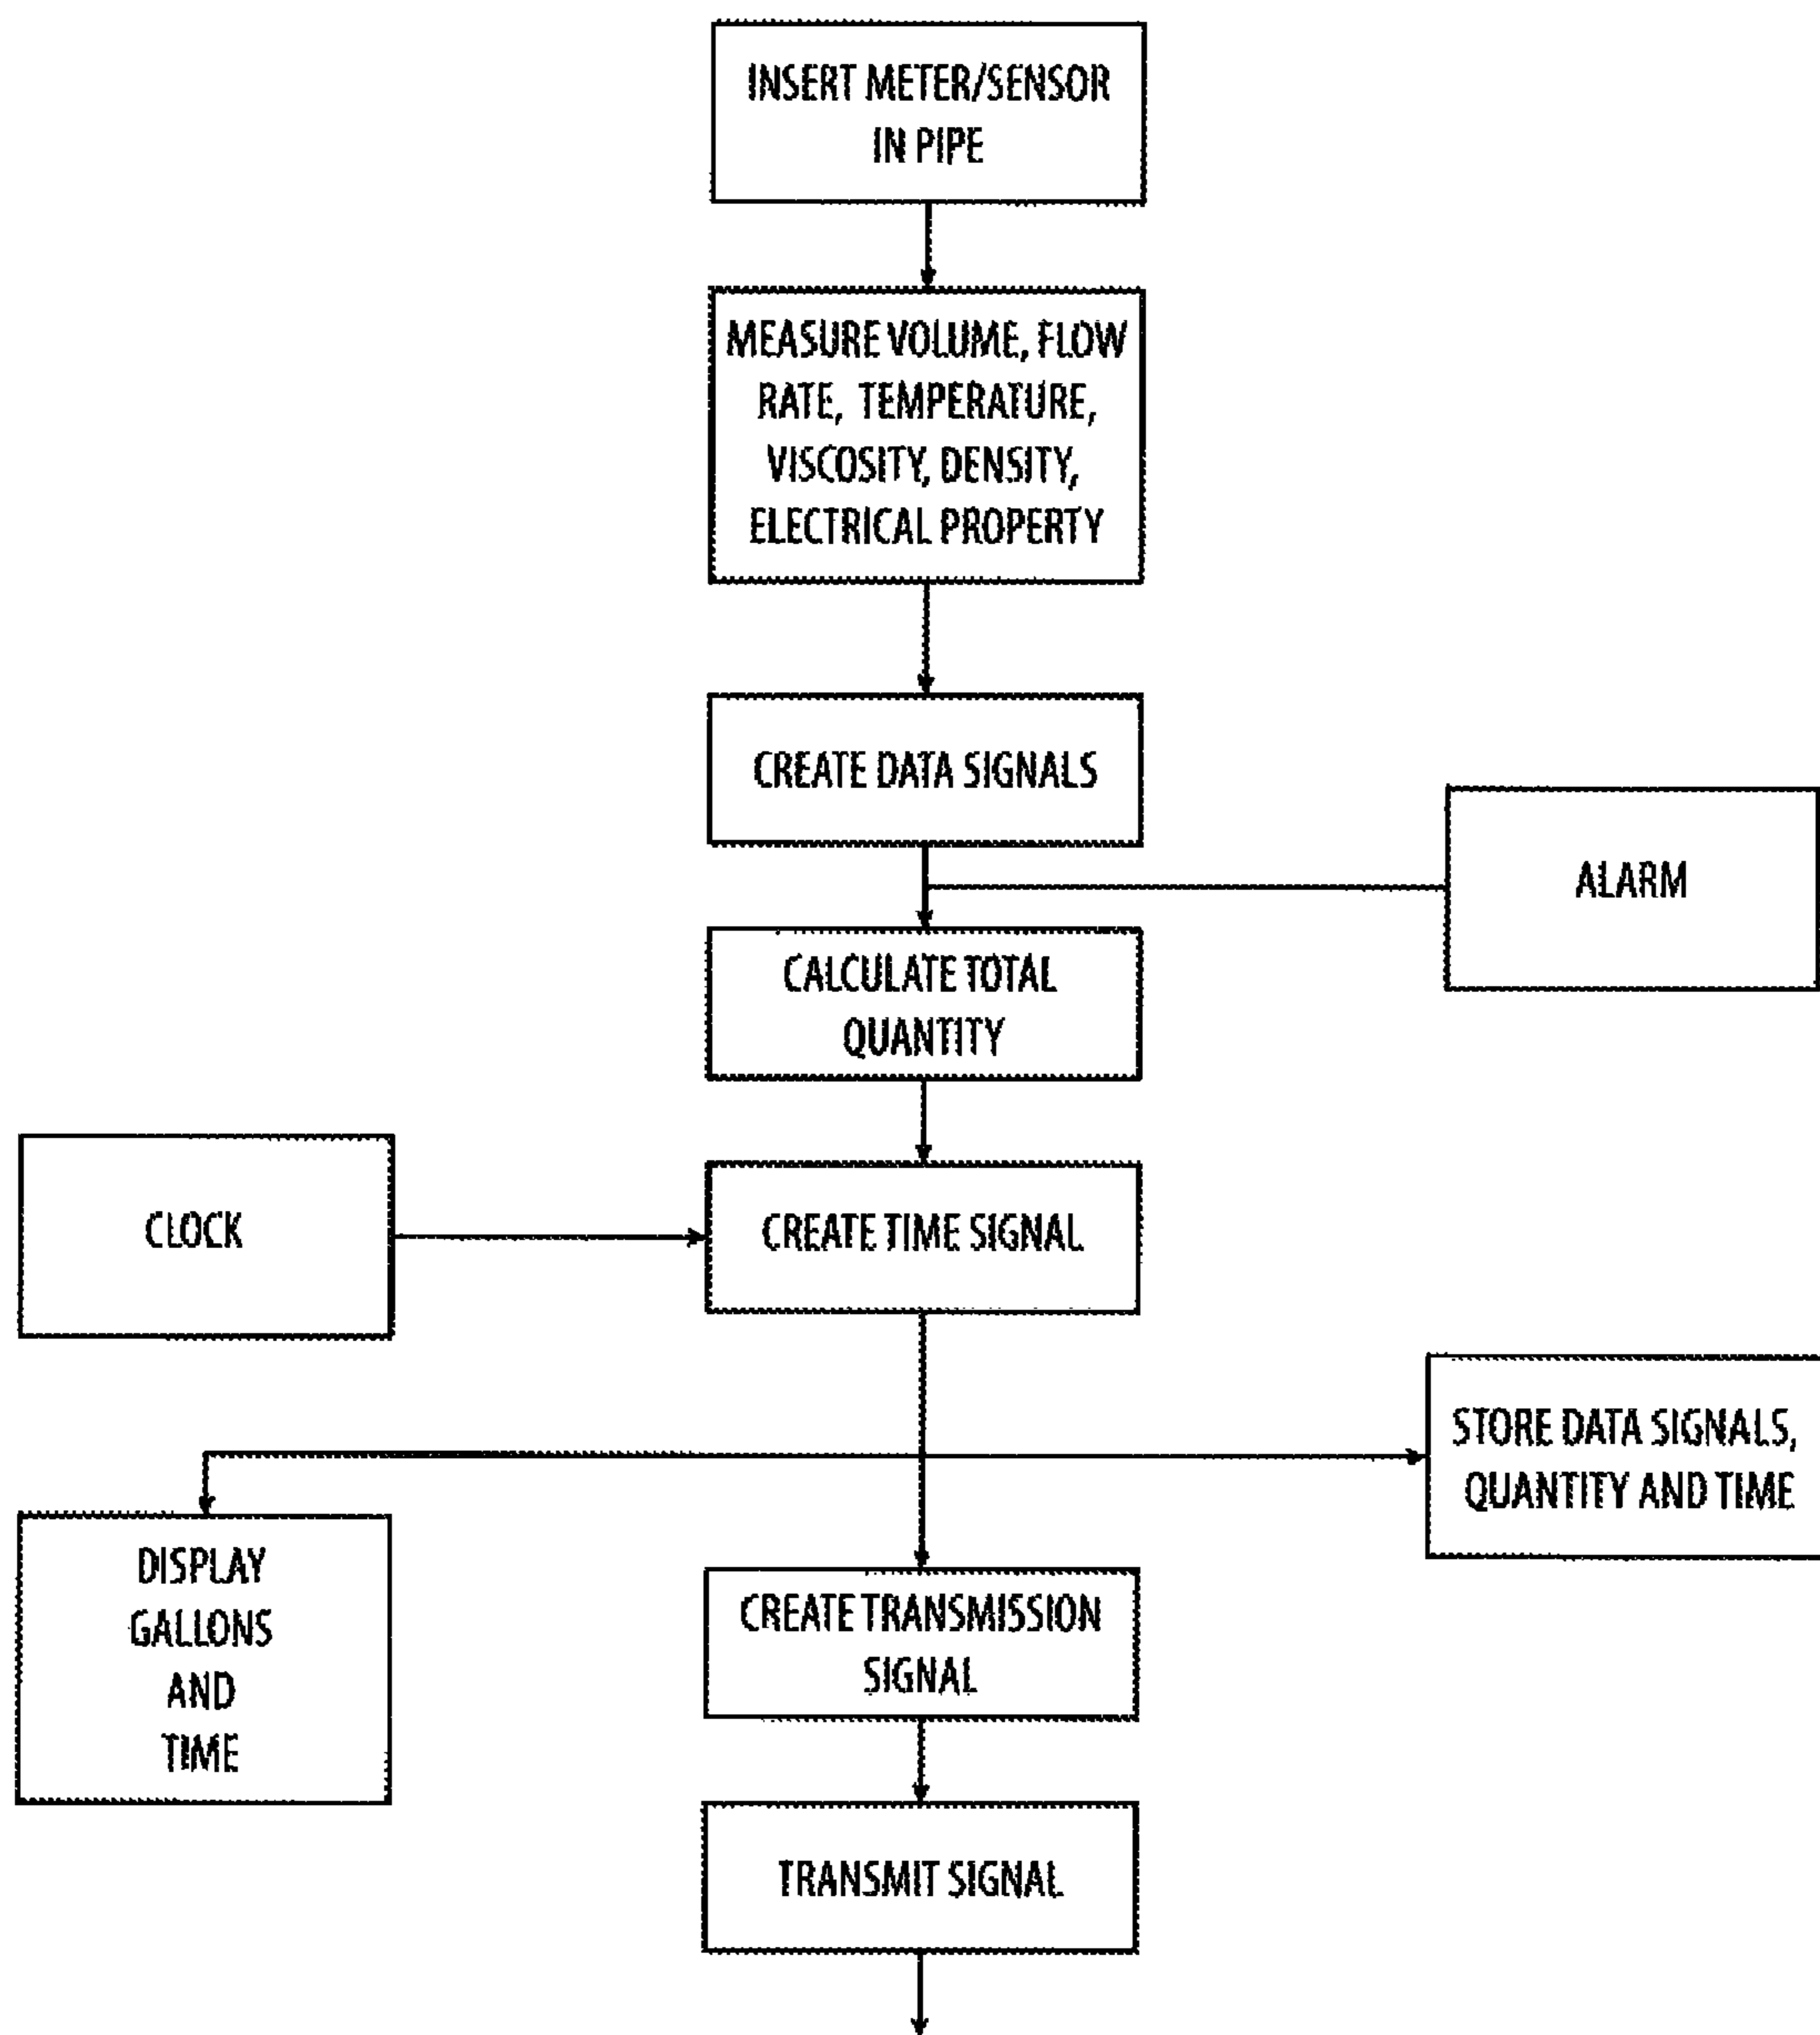 INSERT METER/SENSOR
IN PIPE
MEASURE VOLUME, FLOW
RATE, TEMPERATURE,
VISCOSITY, DENSITY,
ELECTRICAL PROPERTY
CREATE DATA SIGNALS
ALARM
CALCULATE TOTAL
QUANTITY
CLOCK
CREATE TIME SIGNAL
STORE DATA SIGNALS,
QUANTITY AND TIME
DISPLAY
GALLONS
AND
TIME
CREATE TRANSMISSION
SIGNAL
TRANSMIT SIGNAL